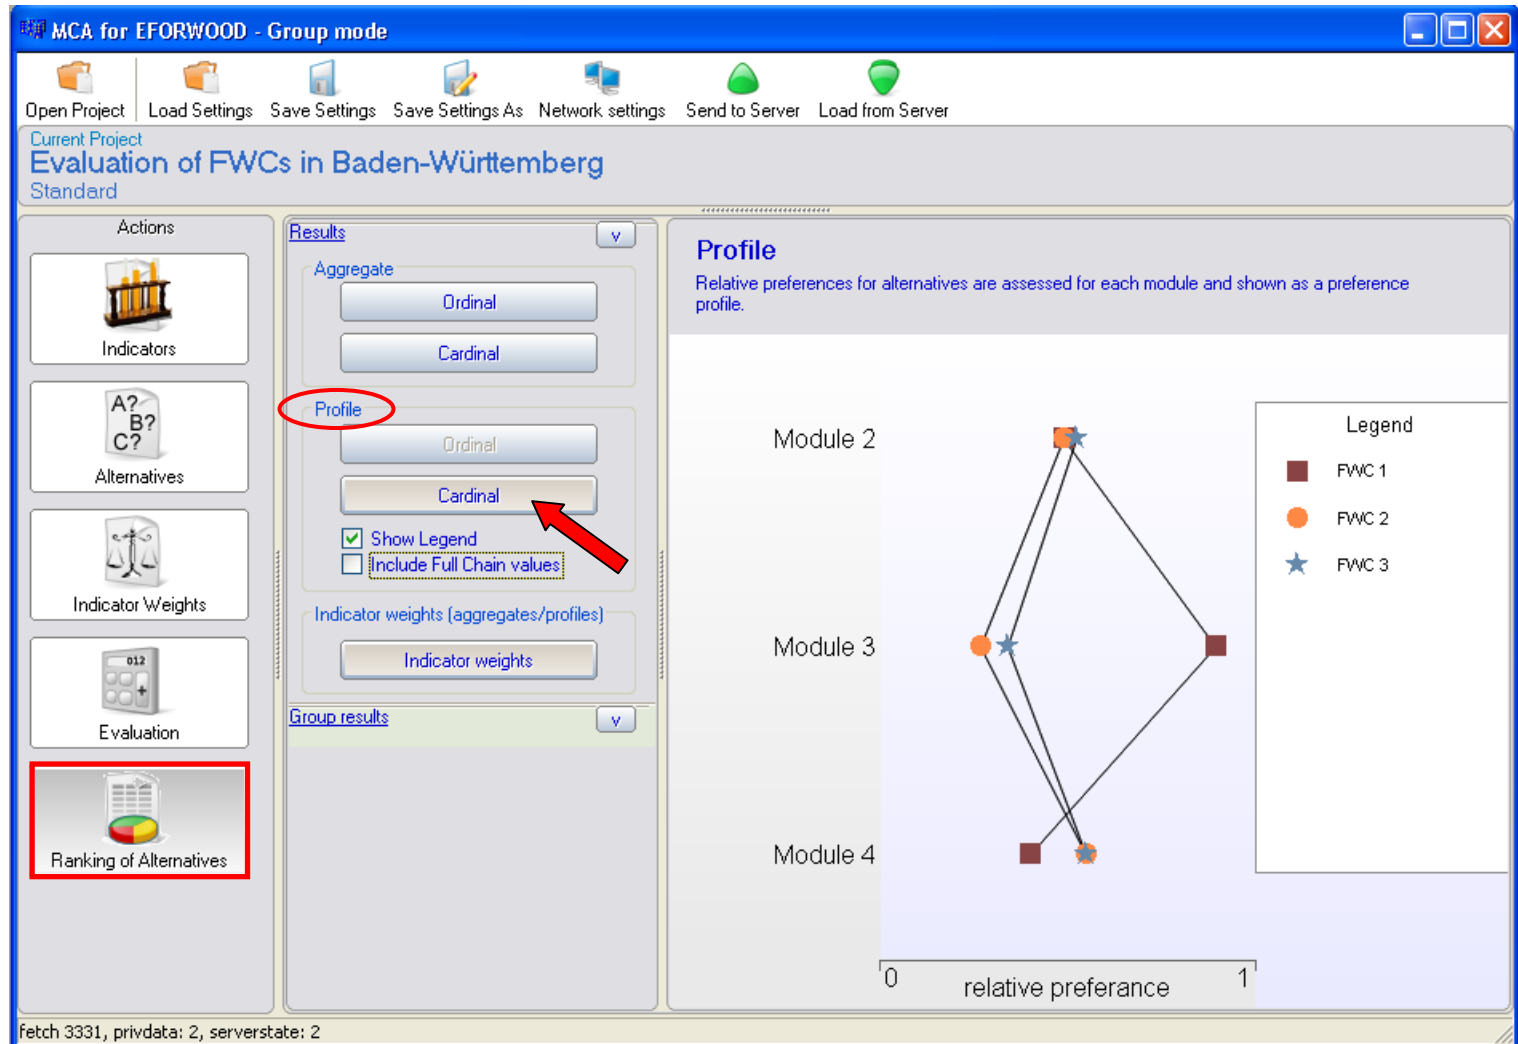 MCA for EFORWOOD - Group mode
Open Project Load Settings Save Settings Save Settings As Network settings Send to Server Load from Server
Current Project
Evaluation of FWCs in Baden-Württemberg
Standard
Actions
Indicators
A?
B?
C?
Alternatives
Indicator Weights
012
+
Evaluation
Ranking of Alternatives
Results
v
Aggregate
Ordinal
Cardinal
Profile
Ordinal
Cardinal
Show Legend
Include Full Chain values
Indicator weights (aggregates/profiles)
Indicator weights
Group results
v
Profile
Relative preferences for alternatives are assessed for each module and shown as a preference
profile.
Module 2
Module 3
Module 4
0 1
relative preferance
Legend
FWC 1
FWC 2
FWC 3
fetch 3331, privdata: 2, serverstate: 2